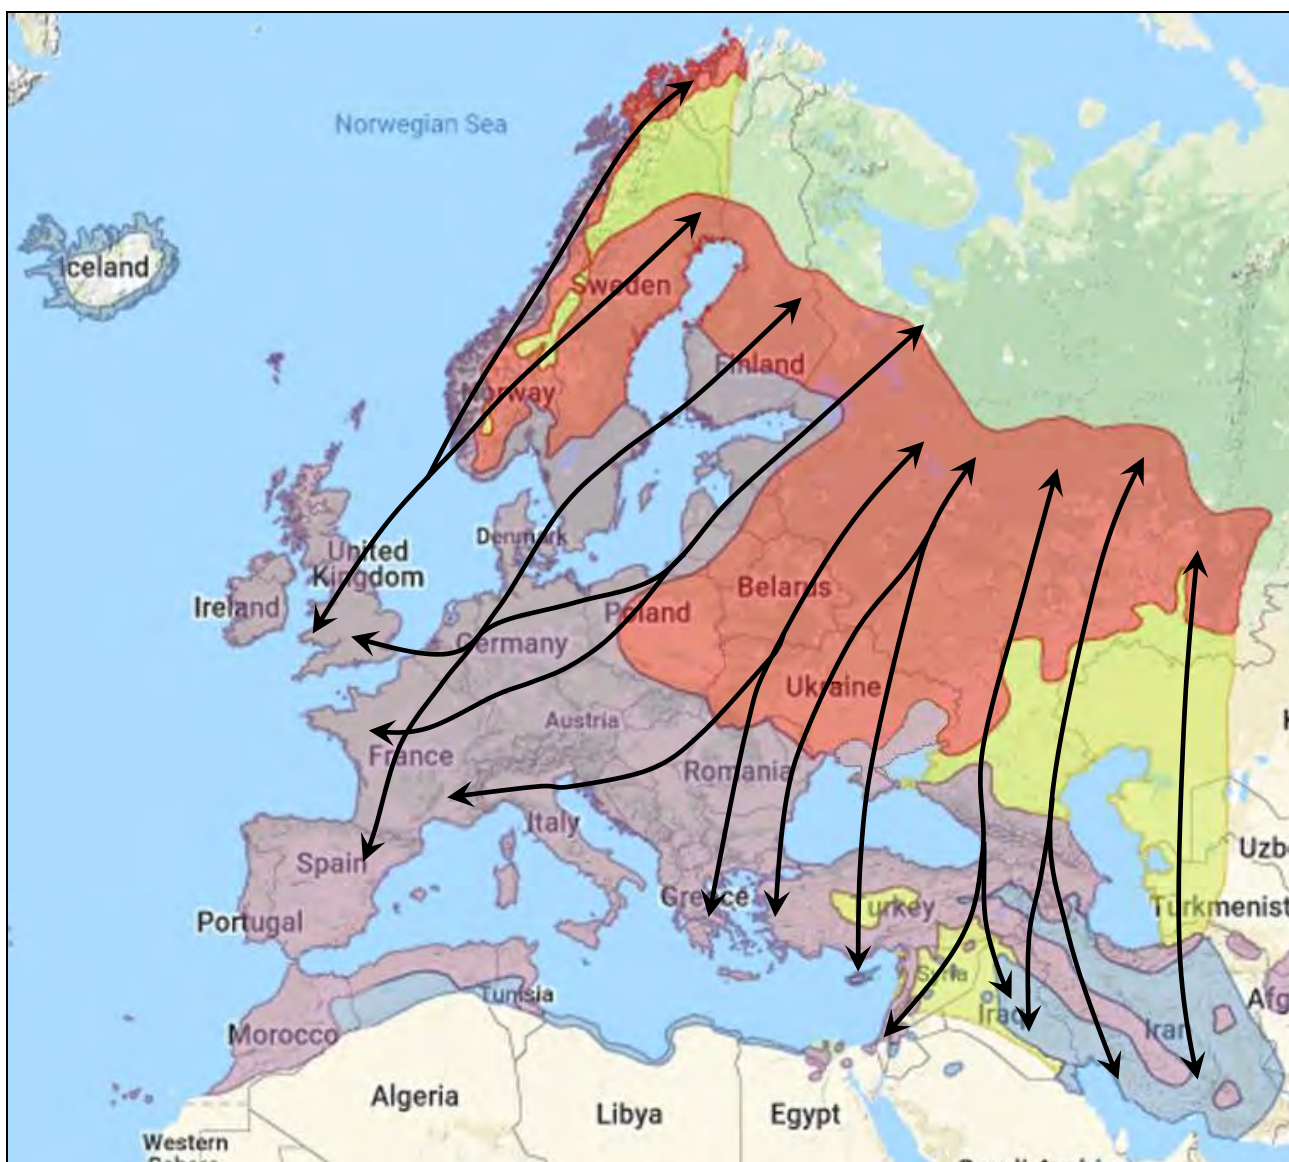 Norwegian Sea
Iceland
Sweden
Finland
Norway
United
Kingdom
Denmark
Ireland
Belarus
Poland
Germany
Ukraine
Austria
France
Romania
Italy
Uzb
Spain
Greece
Turkey
Turkmenist
Portugal
Syria
Tunisia
Afg
Iraq
Iran
Morocco
Algeria
Libya
Egypt
Western